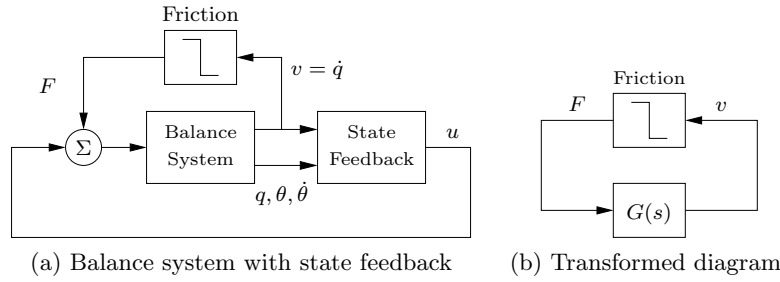 Friction
F
v = q̇
Σ
Balance
System
State
Feedback
u
q, θ, θ̇
(a) Balance system with state feedback
Friction
F
v
G(s)
(b) Transformed diagram